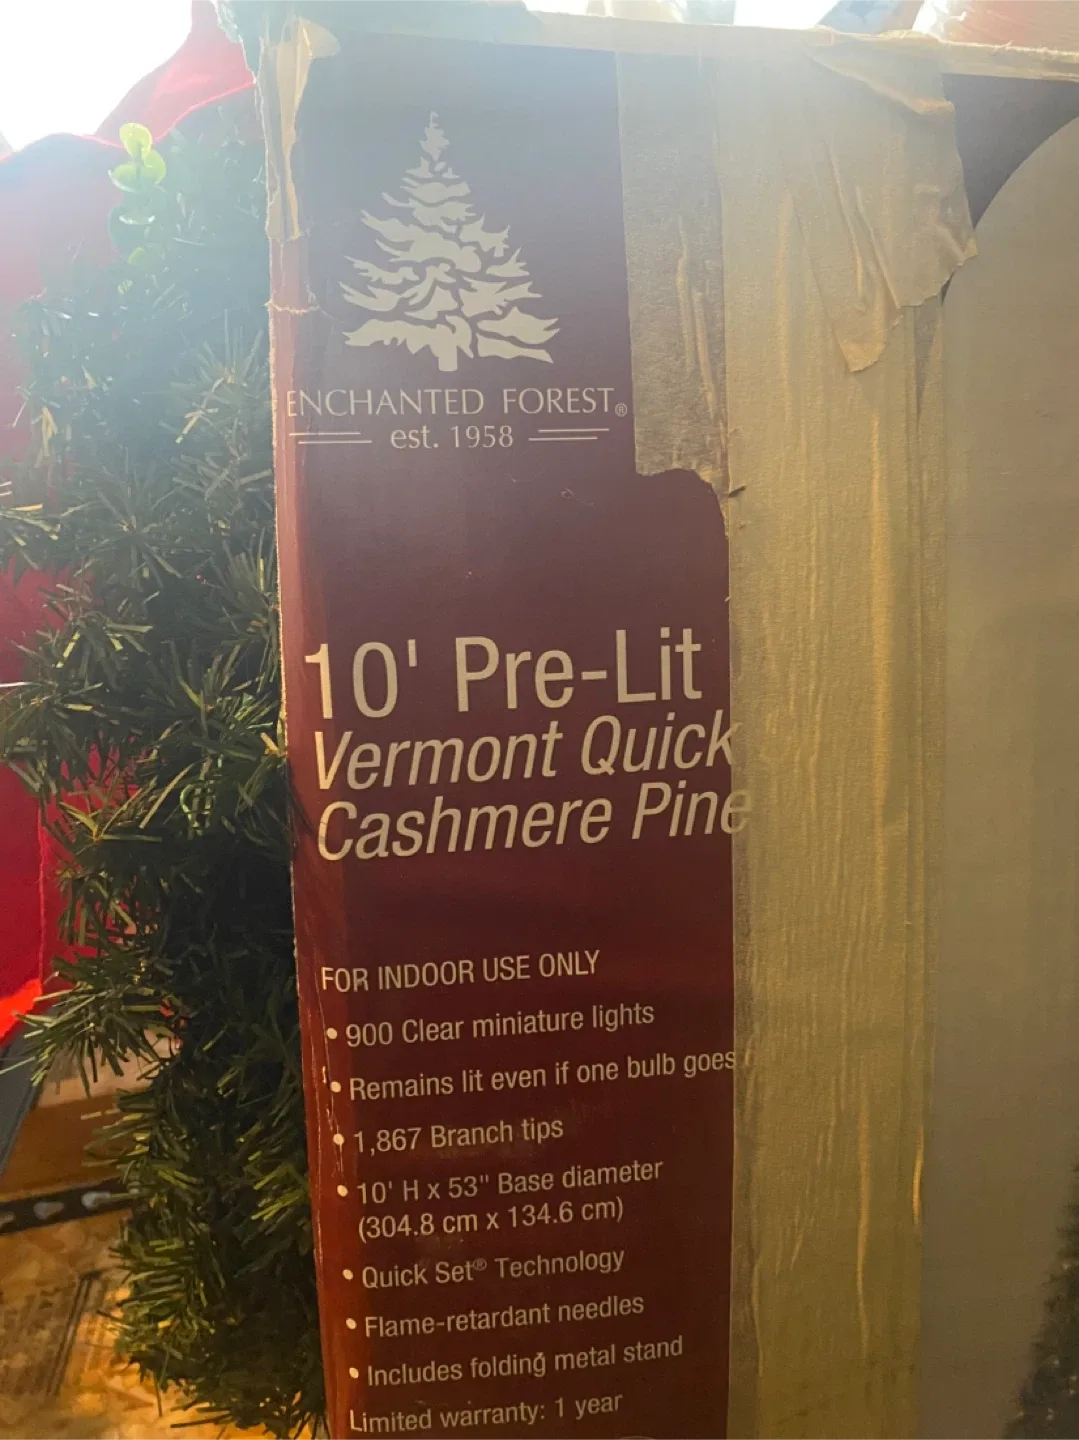 ENCHANTED FOREST®
est. 1958
10' Pre-Lit
Vermont Quick
Cashmere Pine
FOR INDOOR USE ONLY
• 900 Clear miniature lights
• Remains lit even if one bulb goes
• 1,867 Branch tips
• 10' H x 53" Base diameter
(304.8 cm x 134.6 cm)
• Quick Set® Technology
• Flame-retardant needles
• Includes folding metal stand
Limited warranty: 1 year